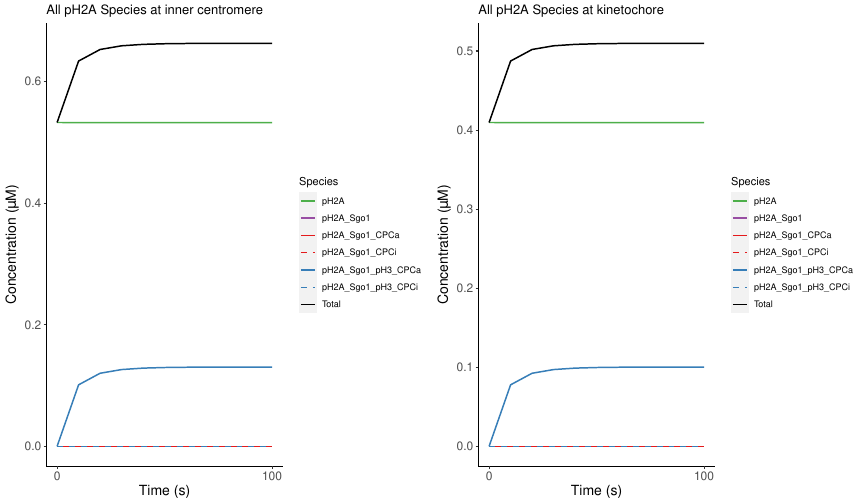 All pH2A Species at inner centromere
Concentration (µM)
0.6
0.4
0.2
0.0
0
100
Time (s)
Species
pH2A
pH2A_Sgo1
pH2A_Sgo1_CPCa
pH2A_Sgo1_CPCi
pH2A_Sgo1_pH3_CPCa
pH2A_Sgo1_pH3_CPCi
Total
All pH2A Species at kinetochore
Concentration (µM)
0.5
0.4
0.3
0.2
0.1
0.0
0
100
Time (s)
Species
pH2A
pH2A_Sgo1
pH2A_Sgo1_CPCa
pH2A_Sgo1_CPCi
pH2A_Sgo1_pH3_CPCa
pH2A_Sgo1_pH3_CPCi
Total